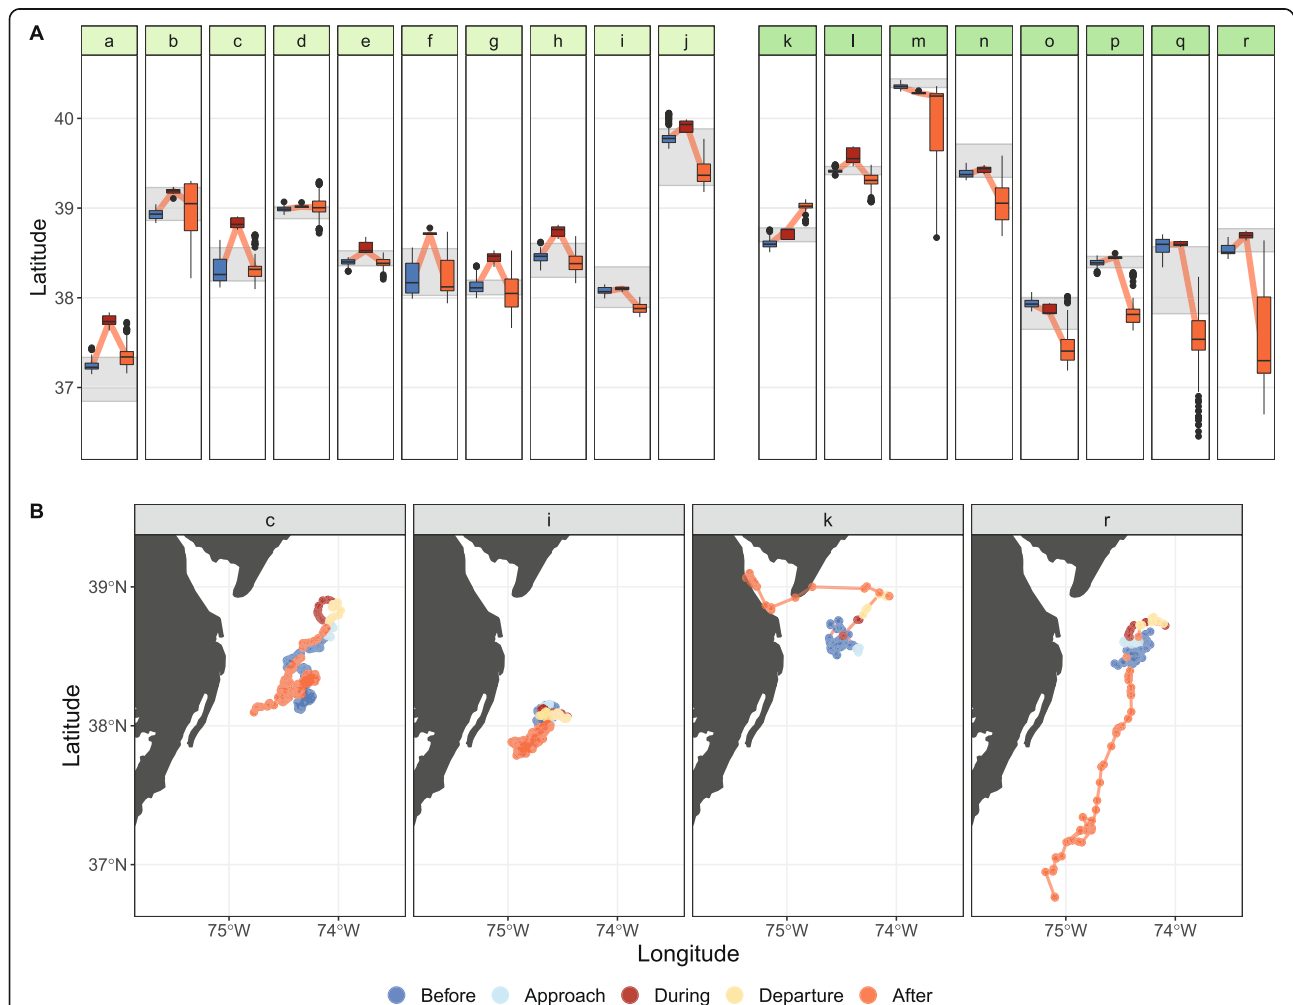 A
a b c d e f g h i j k l m n o p q r
Latitude
40
39
38
37
B
c i k r
Latitude
39°N
38°N
37°N
75°W 74°W 75°W 74°W 75°W 74°W 75°W 74°W
Longitude
Before Approach During Departure After